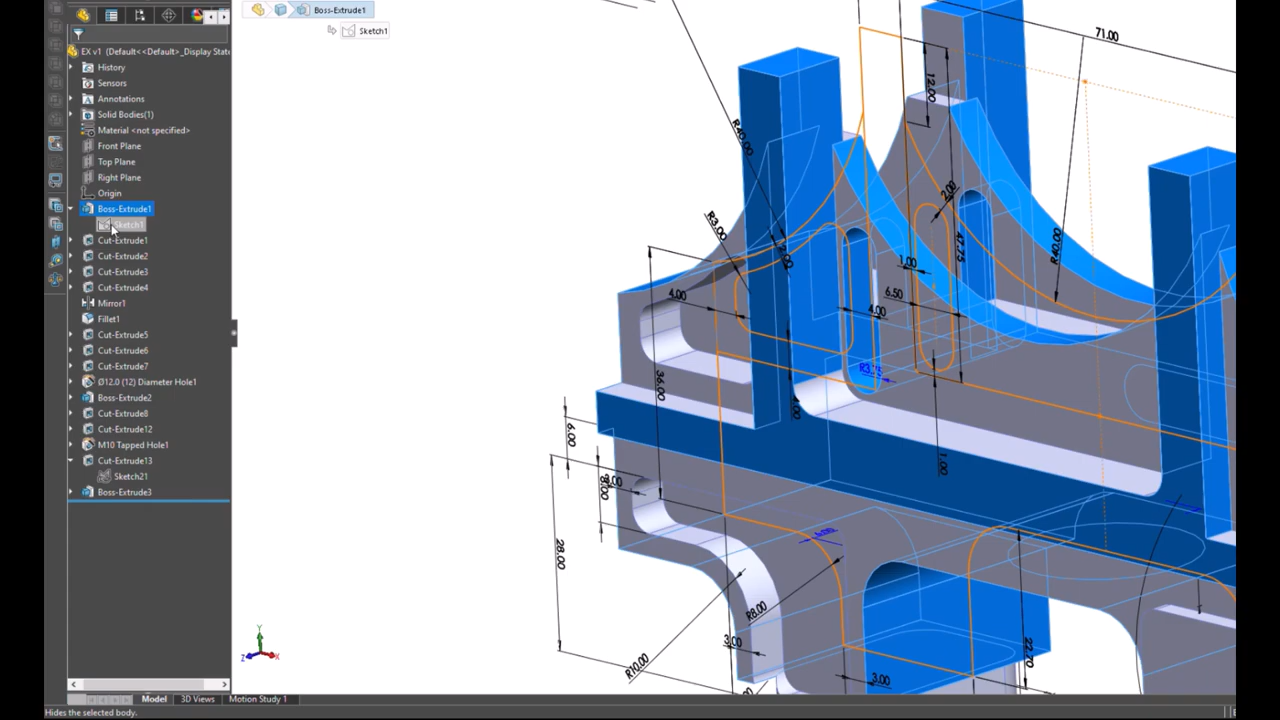 Boss-Extrude1
Sketch1
EX v1 (Default<<Default>_Display State
History
Sensors
Annotations
Solid Bodies(1)
Material <not specified>
Front Plane
Top Plane
Right Plane
Origin
Boss-Extrude1
Sketch1
Cut-Extrude1
Cut-Extrude2
Cut-Extrude3
Cut-Extrude4
Mirror1
Fillet1
Cut-Extrude5
Cut-Extrude6
Cut-Extrude7
Ø12.0 (12) Diameter Hole1
Boss-Extrude2
Cut-Extrude8
Cut-Extrude12
M10 Tapped Hole1
Cut-Extrude13
Sketch21
Boss-Extrude3
71.00
12.00
R40.00
2.00
R3.00
47.75
R40.00
1.00
4.00
6.50
4.00
36.00
4.00
6.00
1.00
28.00
R8.00
22.70
3.00
R10.00
3.00
Model
3D Views
Motion Study 1
Hides the selected body.